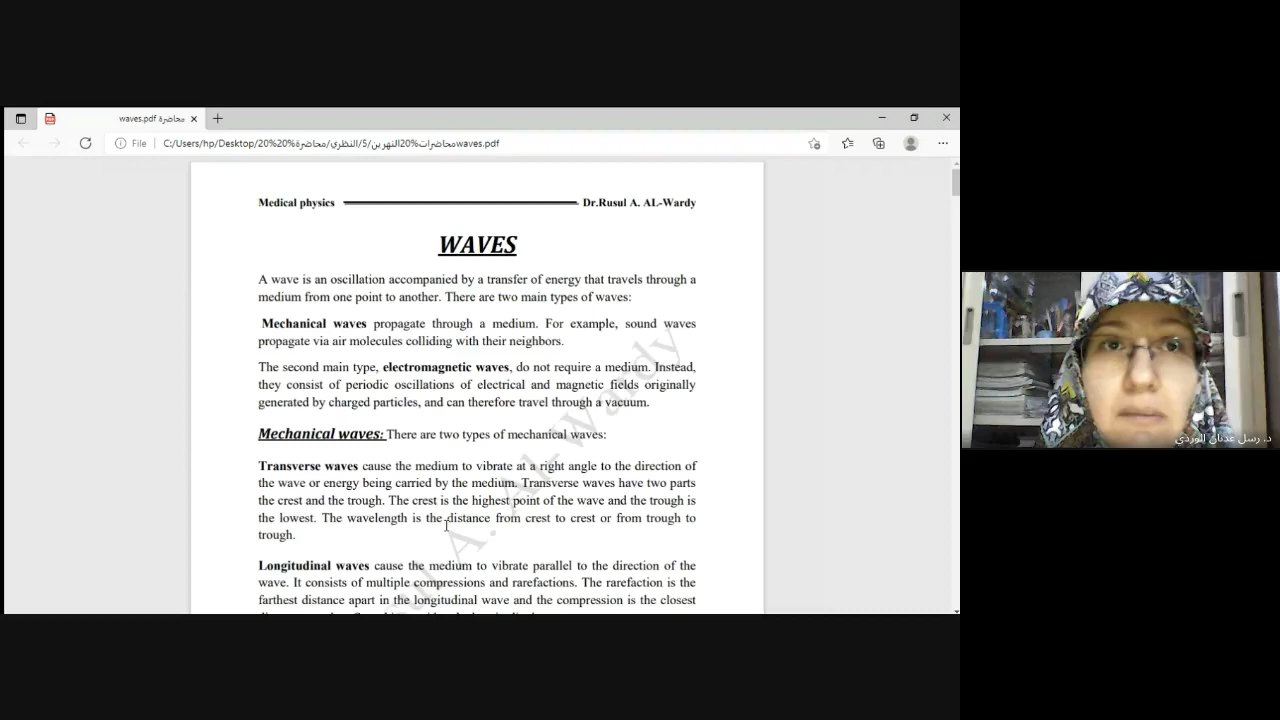 محاضرة waves.pdf
File
C:/Users/hp/Desktop/20%20%محاضرات%20النهرين/5/النظري/محاضرةwaves.pdf
Medical physics
Dr.Rusul A. AL-Wardy
WAVES
A wave is an oscillation accompanied by a transfer of energy that travels through a
medium from one point to another. There are two main types of waves:
Mechanical waves propagate through a medium. For example, sound waves
propagate via air molecules colliding with their neighbors.
The second main type, electromagnetic waves, do not require a medium. Instead,
they consist of periodic oscillations of electrical and magnetic fields originally
generated by charged particles, and can therefore travel through a vacuum.
Mechanical waves: There are two types of mechanical waves:
Transverse waves cause the medium to vibrate at a right angle to the direction of
the wave or energy being carried by the medium. Transverse waves have two parts
the crest and the trough. The crest is the highest point of the wave and the trough is
the lowest. The wavelength is the distance from crest to crest or from trough to
trough.
Longitudinal waves cause the medium to vibrate parallel to the direction of the
wave. It consists of multiple compressions and rarefactions. The rarefaction is the
farthest distance apart in the longitudinal wave and the compression is the closest
A. Al-Wardy
د. رسل عدنان الوردي